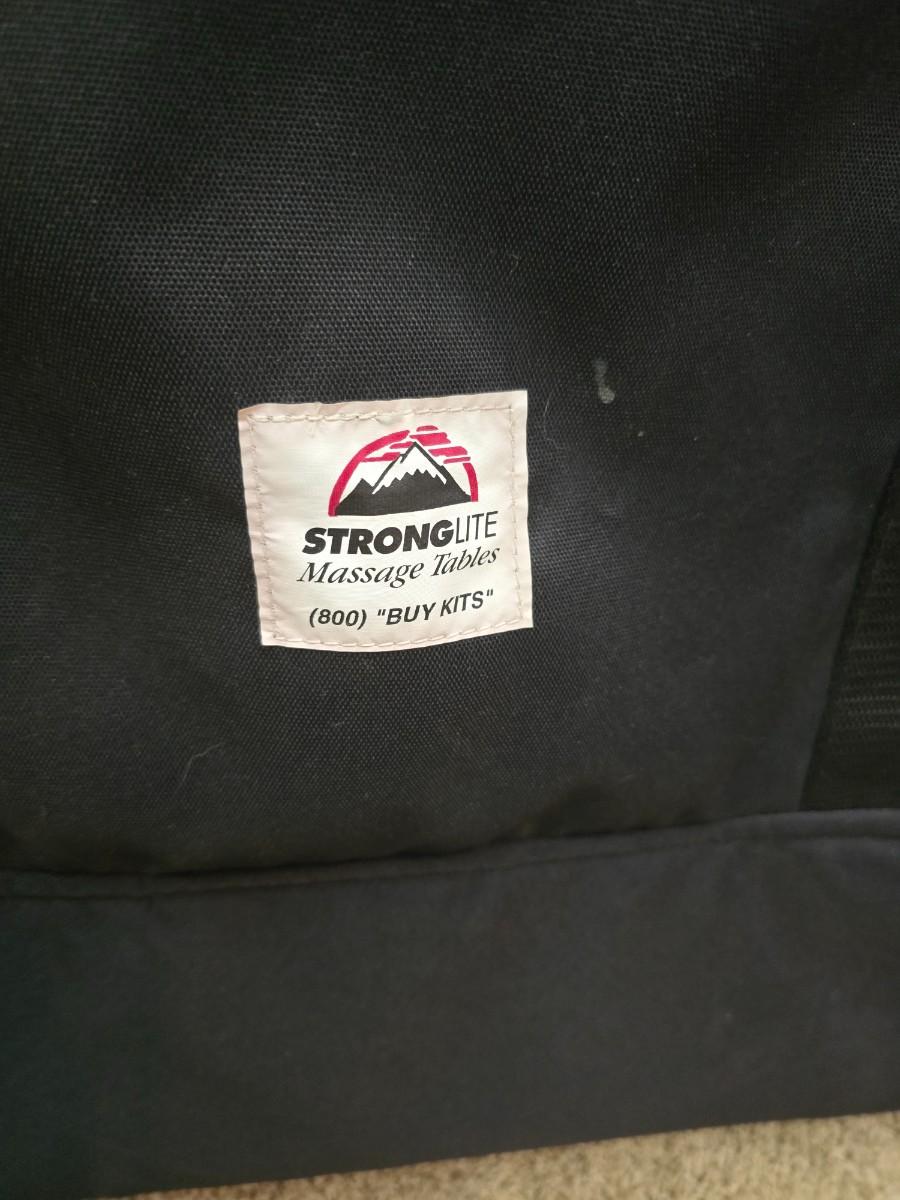 STRONGLITE
Massage Tables
(800) "BUY KITS"